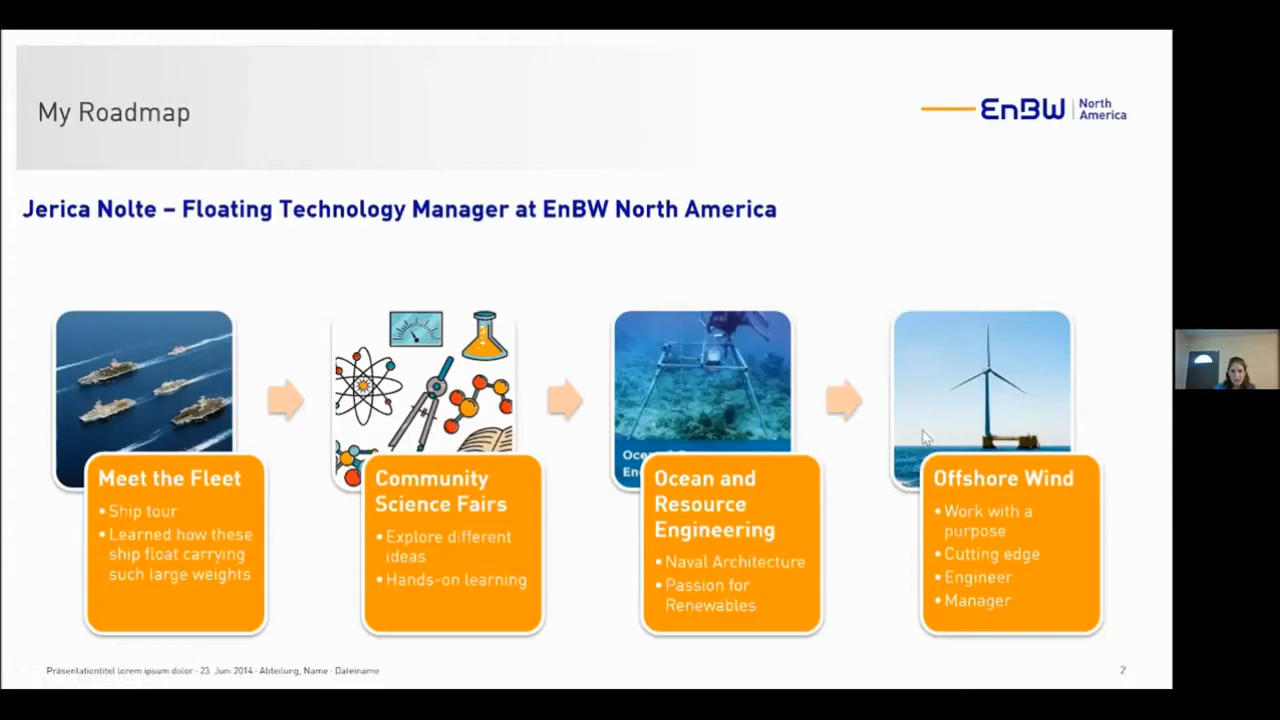 My Roadmap
EnBW
North
America
Jerica Nolte – Floating Technology Manager at EnBW North America
Meet the Fleet
• Ship tour
• Learned how these
ship float carrying
such large weights
Community
Science Fairs
• Explore different
ideas
• Hands-on learning
Ocean and
Resource
Engineering
• Naval Architecture
• Passion for
Renewables
Offshore Wind
• Work with a
purpose
• Cutting edge
• Engineer
• Manager
Präsentationtitel lorem ipsum dolor · 23. Juni 2014 · Abteilung, Name · Dateiname
2